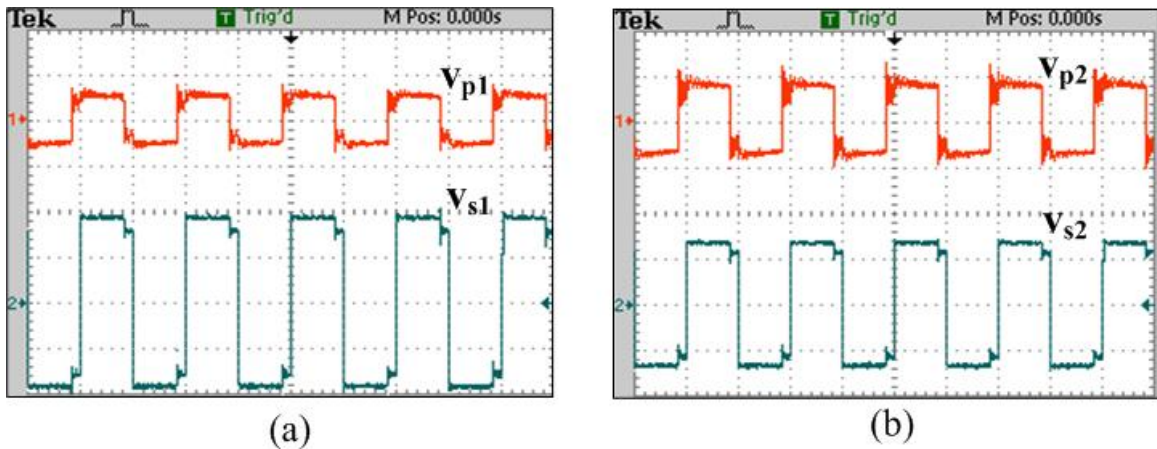 Tek T Trig'd M Pos: 0.000s
Vp1
1
Vs1
2
(a)
Tek T Trig'd M Pos: 0.000s
Vp2
1
Vs2
2
(b)